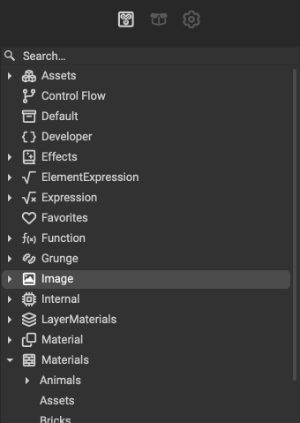 Search...
Assets
Control Flow
Default
Developer
Effects
ElementExpression
Expression
Favorites
f(x) Function
Grunge
Image
Internal
LayerMaterials
Material
Materials
Animals
Assets
Bricks